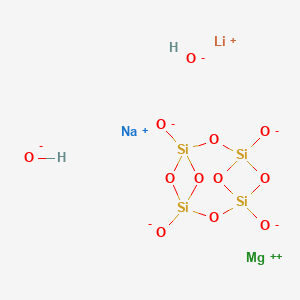 H Li +
O -
Na + O - O O -
O - H Si Si
O O O O
Si Si
- O O O -
Mg ++